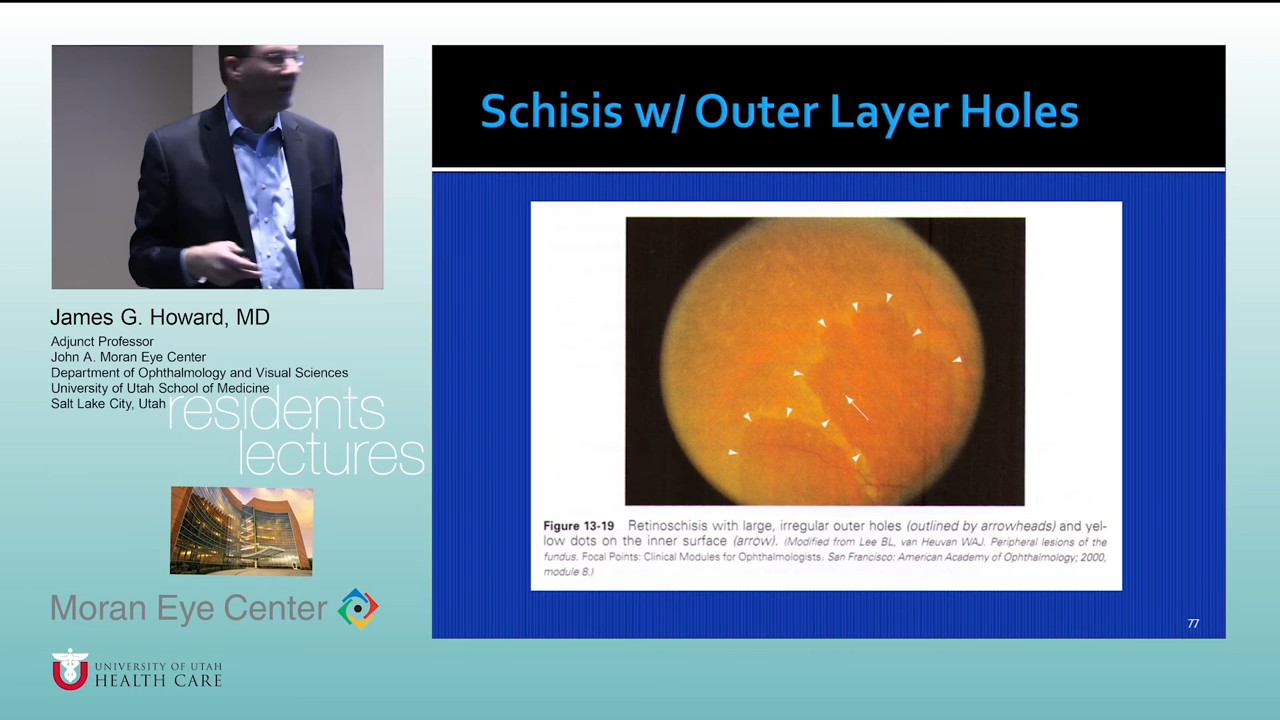 Schisis w/ Outer Layer Holes
James G. Howard, MD
Adjunct Professor
John A. Moran Eye Center
Department of Ophthalmology and Visual Sciences
University of Utah School of Medicine
Salt Lake City, Utah
residents
lectures
Moran Eye Center
UNIVERSITY OF UTAH
HEALTH CARE
Figure 13-19 Retinoschisis with large, irregular outer holes (outlined by arrowheads) and yel-
low dots on the inner surface (arrow). (Modified from Lee BL, van Heuvan WAJ. Peripheral lesions of the
fundus. Focal Points: Clinical Modules for Ophthalmologists. San Francisco: American Academy of Ophthalmology; 2000,
module 8.)
77